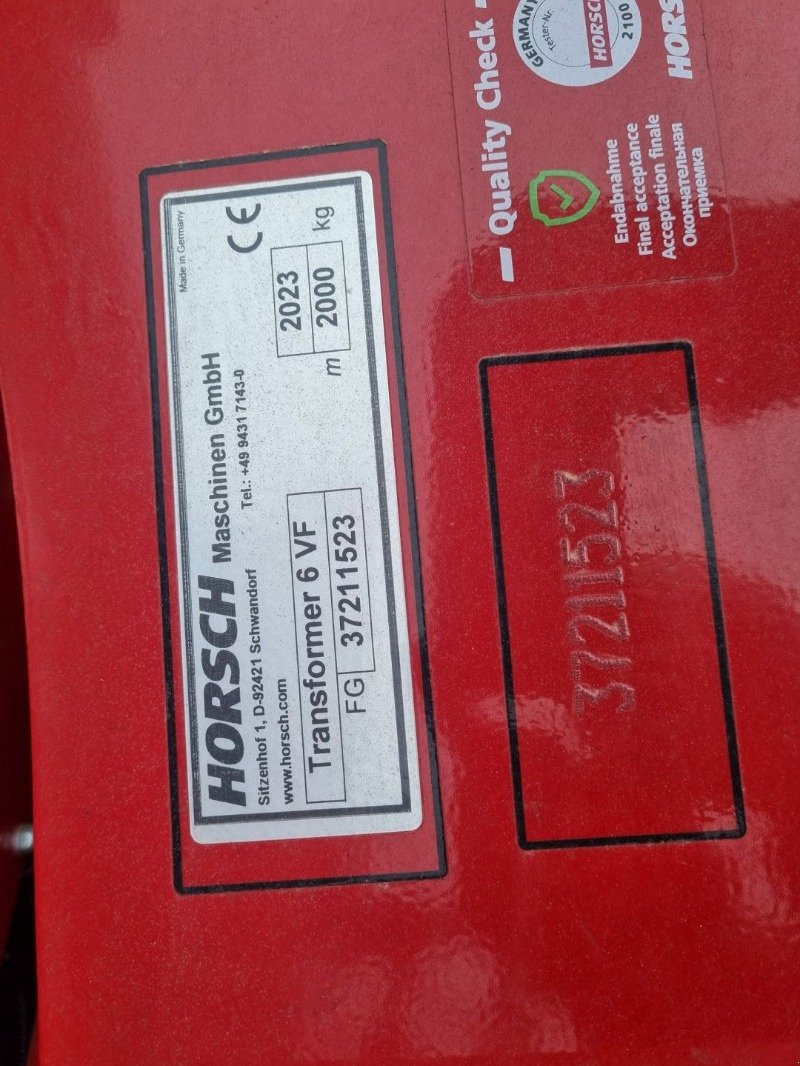 HORSCH Maschinen GmbH
Made in Germany
Sitzenhof 1, D-92421 Schwandorf
Tel.: +49 9431 7143-0
CE
www.horsch.com
Transformer 6 VF
2023
FG 37211523
m 2000 kg
— Quality Check -
GERMANY
Tester-Nr.
HORSCH
2100
Endabnahme
Final acceptance
Acceptation finale
Окончательная
приемка
37211523